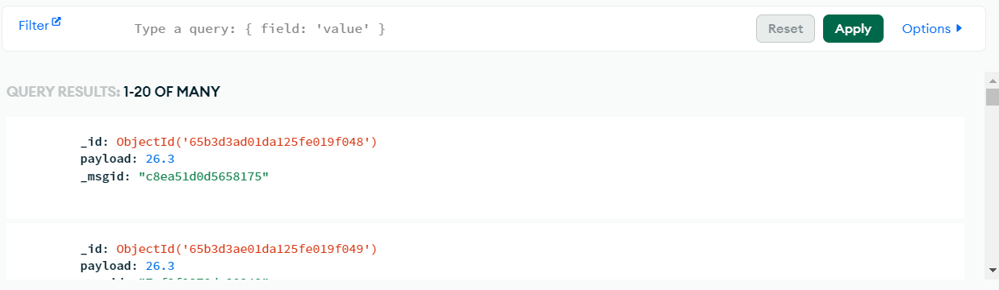 Filter
Type a query: { field: 'value' }
Reset
Apply
Options
QUERY RESULTS: 1-20 OF MANY
_id: ObjectId('65b3d3ad01da125fe019f048')
payload: 26.3
_msgid: "c8ea51d0d5658175"
_id: ObjectId('65b3d3ae01da125fe019f049')
payload: 26.3